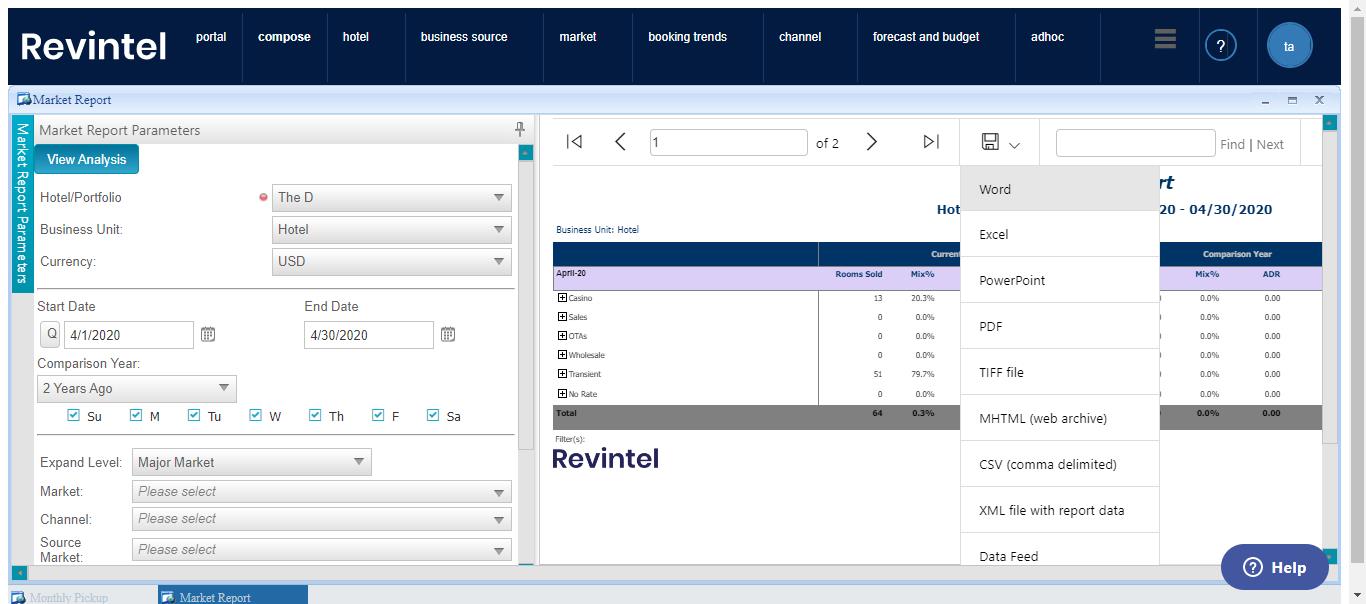 Revintel portal compose hotel business source market booking trends channel forecast and budget adhoc ? ta
Market Report
Market Report Parameters
Market Report Parameters
View Analysis
Hotel/Portfolio The D
Business Unit: Hotel
Currency: USD
Start Date End Date
Q 4/1/2020 4/30/2020
Comparison Year:
2 Years Ago
Su M Tu W Th F Sa
Expand Level: Major Market
Market: Please select
Channel: Please select
Source
Market: Please select
1 of 2 Find | Next
rt
Hot 20 - 04/30/2020
Business Unit: Hotel
Current Comparison Year
April-20 Rooms Sold Mix% Mix% ADR
Casino 13 20.3% 0.0% 0.00
Sales 0 0.0% 0.0% 0.00
OTAs 0 0.0% 0.0% 0.00
Wholesale 0 0.0% 0.0% 0.00
Transient 51 79.7% 0.0% 0.00
No Rate 0 0.0% 0.0% 0.00
Total 64 0.3% 0.0% 0.00
Filter(s):
Revintel
Word
Excel
PowerPoint
PDF
TIFF file
MHTML (web archive)
CSV (comma delimited)
XML file with report data
Data Feed
? Help
Monthly Pickup Market Report